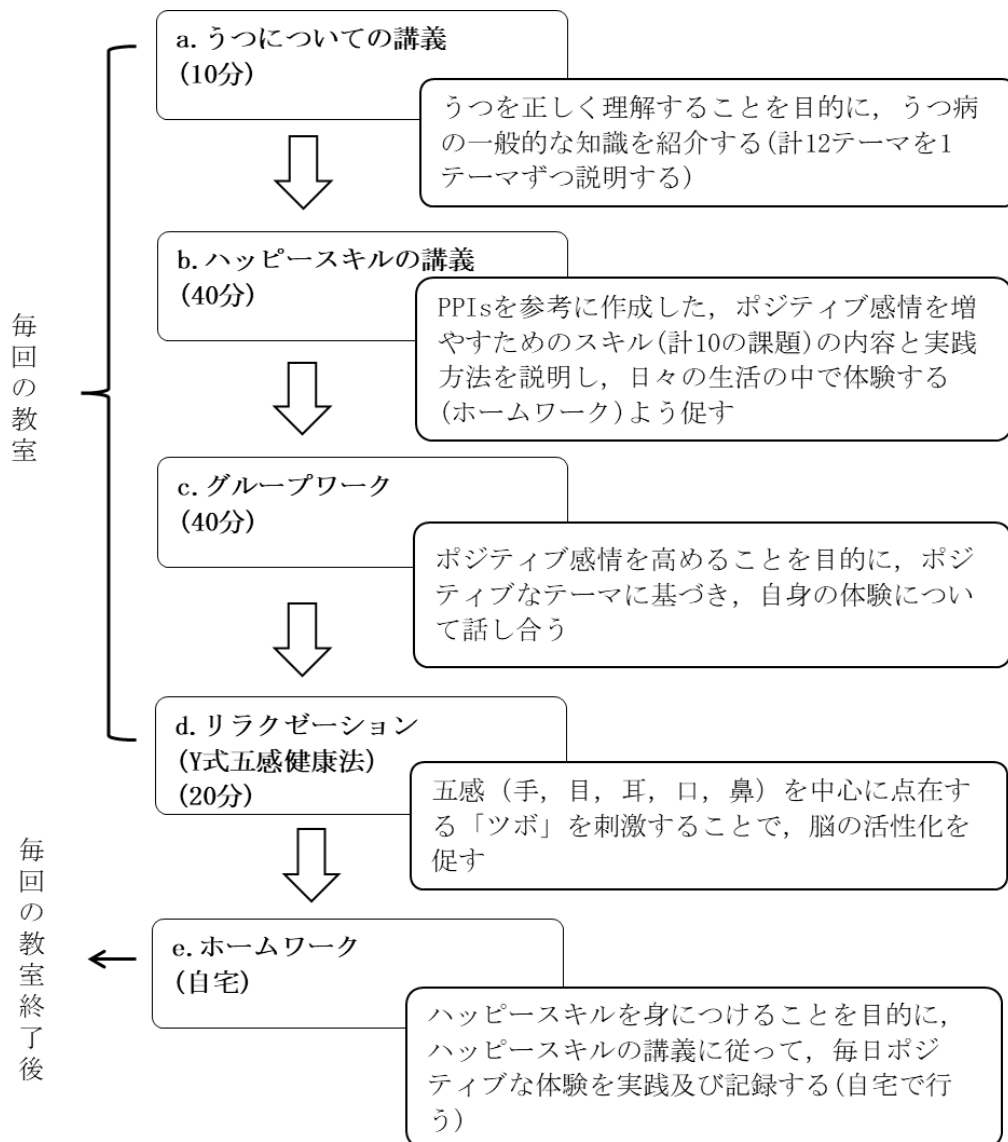 a.うつについての講義
(10分)
うつを正しく理解することを目的に，うつ病
の一般的な知識を紹介する(計12テーマを1
テーマずつ説明する)
b.ハッピースキルの講義
(40分)
PPIsを参考に作成した，ポジティブ感情を増
やすためのスキル(計10の課題)の内容と実践
方法を説明し，日々の生活の中で体験する
(ホームワーク)よう促す
毎回の教室
c.グループワーク
(40分)
ポジティブ感情を高めることを目的に，ポジ
ティブなテーマに基づき，自身の体験につい
て話し合う
d.リラクゼーション
(Y式五感健康法)
(20分)
五感（手，目，耳，口，鼻）を中心に点在す
る「ツボ」を刺激することで，脳の活性化を
促す
毎回の教室終了後
e.ホームワーク
(自宅)
ハッピースキルを身につけることを目的に，
ハッピースキルの講義に従って，毎日ポジ
ティブな体験を実践及び記録する(自宅で行
う)